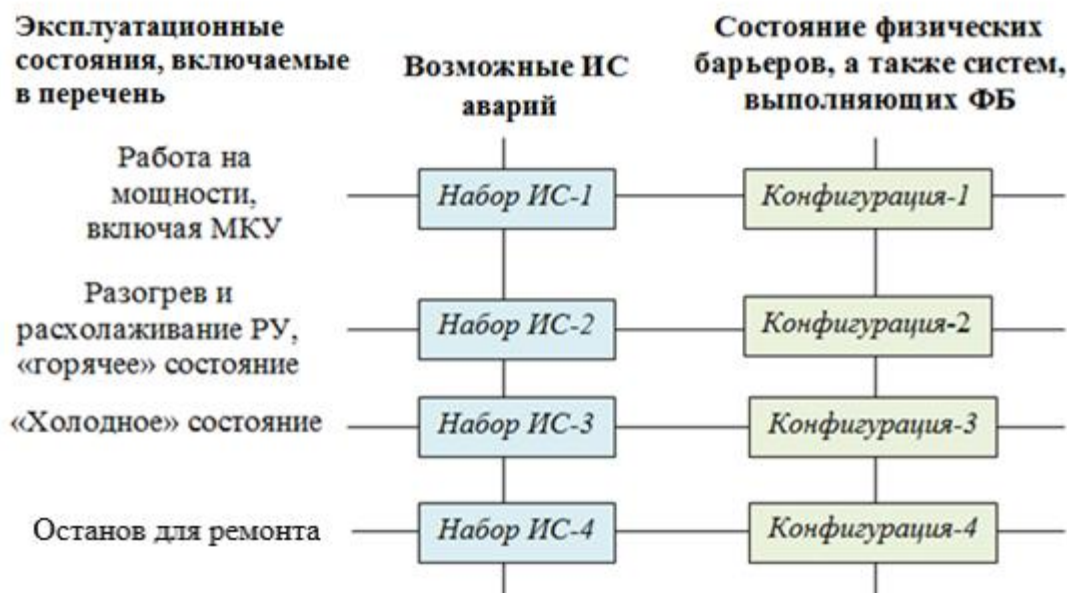 Эксплуатационные
состояния, включаемые
в перечень
Возможные ИС
аварий
Состояние физических
барьеров, а также систем,
выполняющих ФБ
Работа на
мощности,
включая МКУ
Набор ИС-1
Конфигурация-1
Разогрев и
расхолаживание РУ,
«горячее» состояние
Набор ИС-2
Конфигурация-2
«Холодное» состояние
Набор ИС-3
Конфигурация-3
Останов для ремонта
Набор ИС-4
Конфигурация-4